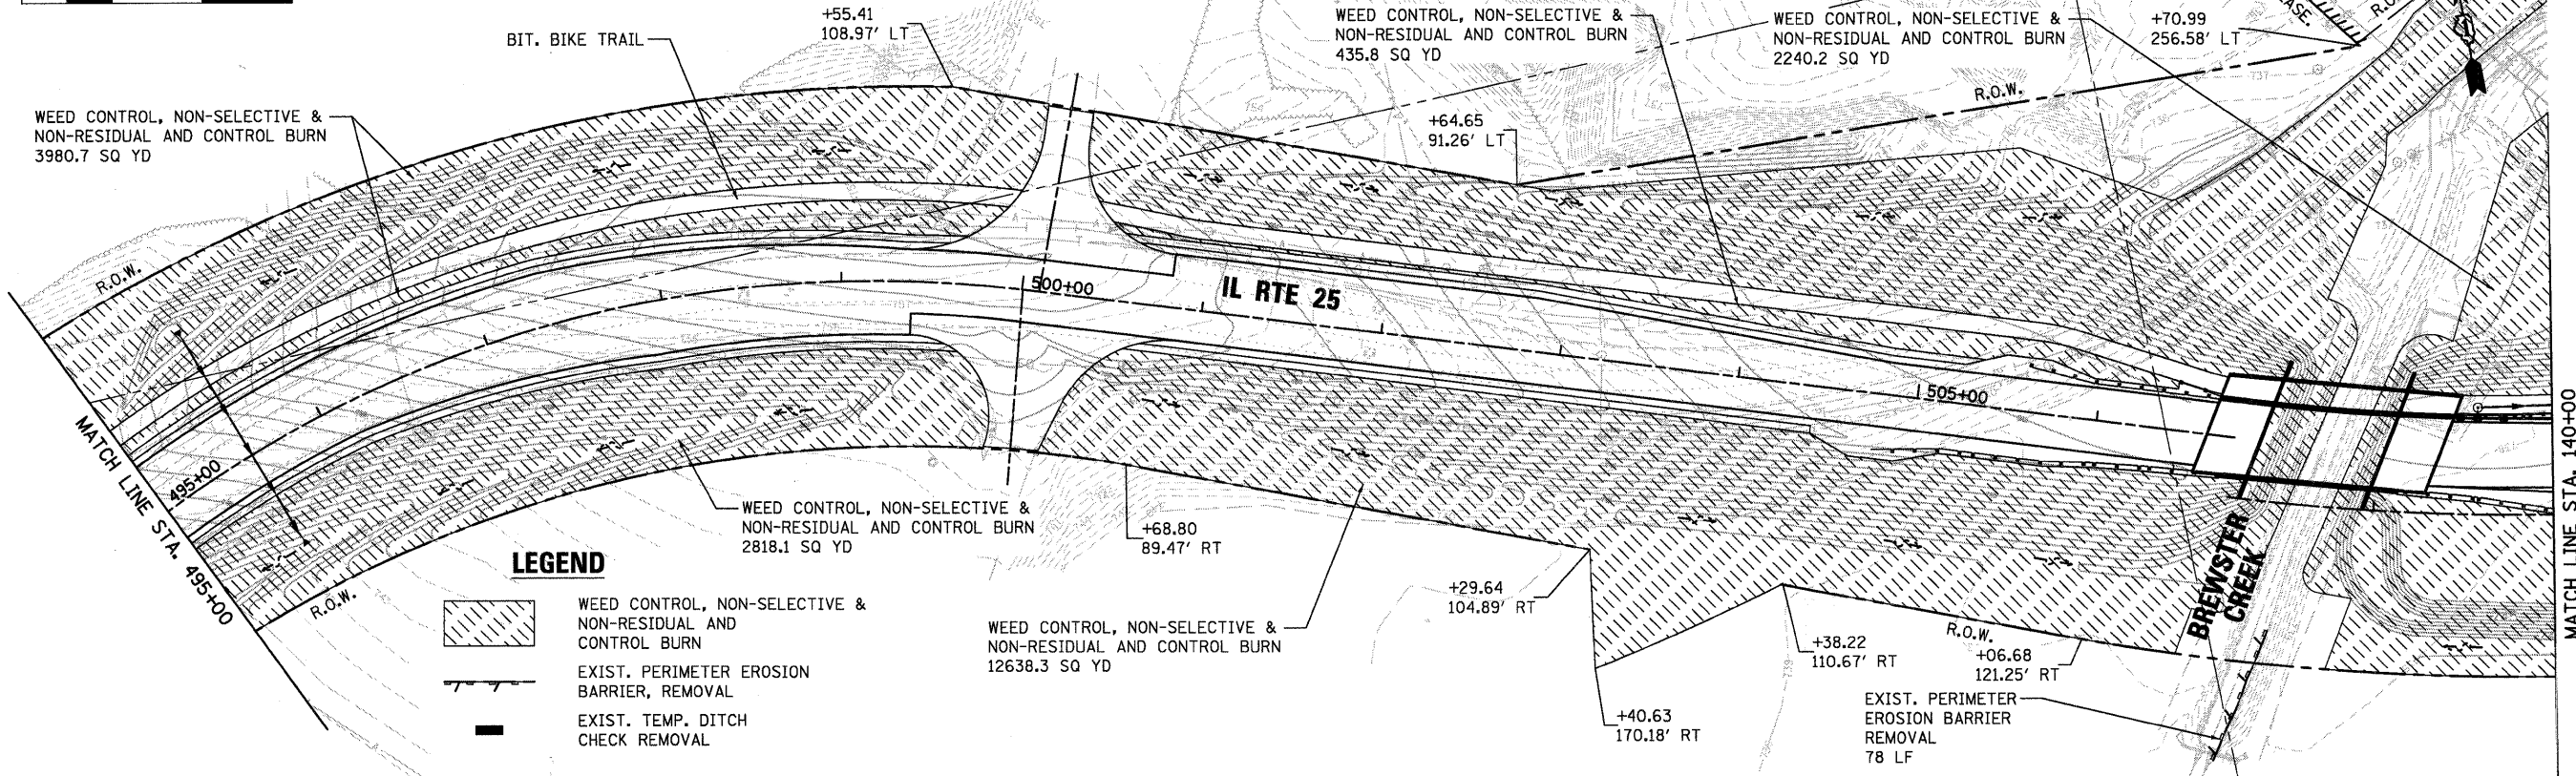 +55.41
108.97' LT
BIT. BIKE TRAIL
WEED CONTROL, NON-SELECTIVE &
NON-RESIDUAL AND CONTROL BURN
435.8 SQ YD
WEED CONTROL, NON-SELECTIVE &
NON-RESIDUAL AND CONTROL BURN
2240.2 SQ YD
+70.99
256.58' LT
EASE.
R.O.W.
WEED CONTROL, NON-SELECTIVE &
NON-RESIDUAL AND CONTROL BURN
3980.7 SQ YD
+64.65
91.26' LT
R.O.W.
R.O.W.
500+00
IL RTE 25
505+00
495+00
MATCH LINE STA. 495+00
MATCH LINE STA. 140+00
WEED CONTROL, NON-SELECTIVE &
NON-RESIDUAL AND CONTROL BURN
2818.1 SQ YD
+68.80
89.47' RT
R.O.W.
LEGEND
WEED CONTROL, NON-SELECTIVE &
NON-RESIDUAL AND
CONTROL BURN
EXIST. PERIMETER EROSION
BARRIER, REMOVAL
EXIST. TEMP. DITCH
CHECK REMOVAL
WEED CONTROL, NON-SELECTIVE &
NON-RESIDUAL AND CONTROL BURN
12638.3 SQ YD
+29.64
104.89' RT
+40.63
170.18' RT
+38.22
110.67' RT
R.O.W.
+06.68
121.25' RT
BREWSTER
CREEK
EXIST. PERIMETER
EROSION BARRIER
REMOVAL
78 LF